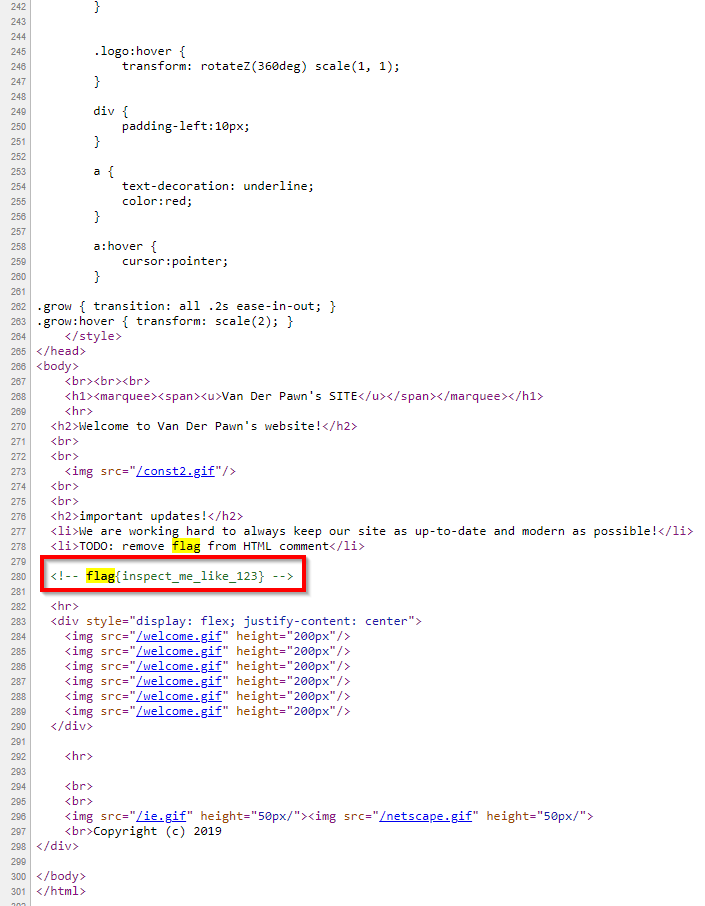 242 }
243
244
245 .logo:hover {
246 transform: rotateZ(360deg) scale(1, 1);
247 }
248
249 div {
250 padding-left:10px;
251 }
252
253 a {
254 text-decoration: underline;
255 color:red;
256 }
257
258 a:hover {
259 cursor:pointer;
260 }
261
262 .grow { transition: all .2s ease-in-out; }
263 .grow:hover { transform: scale(2); }
264 </style>
265 </head>
266 <body>
267 <br><br><br>
268 <h1><marquee><span><u>Van Der Pawn's SITE</u></span></marquee></h1>
269 <hr>
270 <h2>Welcome to Van Der Pawn's website!</h2>
271 <br>
272 <br>
273 <img src="/const2.gif"/>
274 <br>
275 <br>
276 <h2>important updates!</h2>
277 <li>We are working hard to always keep our site as up-to-date and modern as possible!</li>
278 <li>TODO: remove flag from HTML comment</li>
279
280 <!-- flag{inspect_me_like_123} -->
281
282 <hr>
283 <div style="display: flex; justify-content: center">
284 <img src="/welcome.gif" height="200px"/>
285 <img src="/welcome.gif" height="200px"/>
286 <img src="/welcome.gif" height="200px"/>
287 <img src="/welcome.gif" height="200px"/>
288 <img src="/welcome.gif" height="200px"/>
289 <img src="/welcome.gif" height="200px"/>
290 </div>
291
292 <hr>
293
294 <br>
295 <br>
296 <img src="/ie.gif" height="50px/"><img src="/netscape.gif" height="50px/">
297 <br>Copyright (c) 2019
298 </div>
299
300 </body>
301 </html>